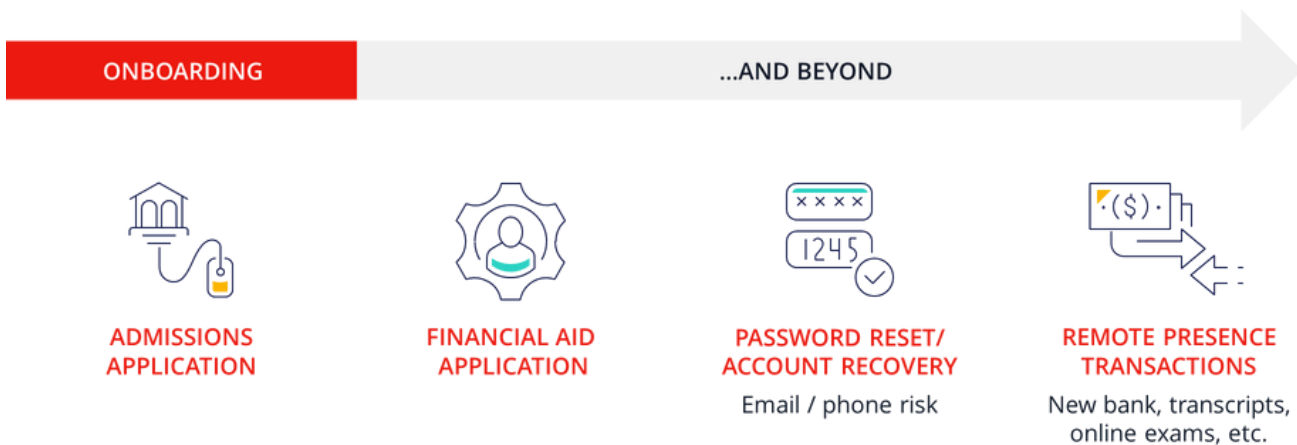 ONBOARDING
...AND BEYOND
× × × ×
($)
1245
ADMISSIONS
APPLICATION
FINANCIAL AID
APPLICATION
PASSWORD RESET/
ACCOUNT RECOVERY
Email / phone risk
REMOTE PRESENCE
TRANSACTIONS
New bank, transcripts,
online exams, etc.